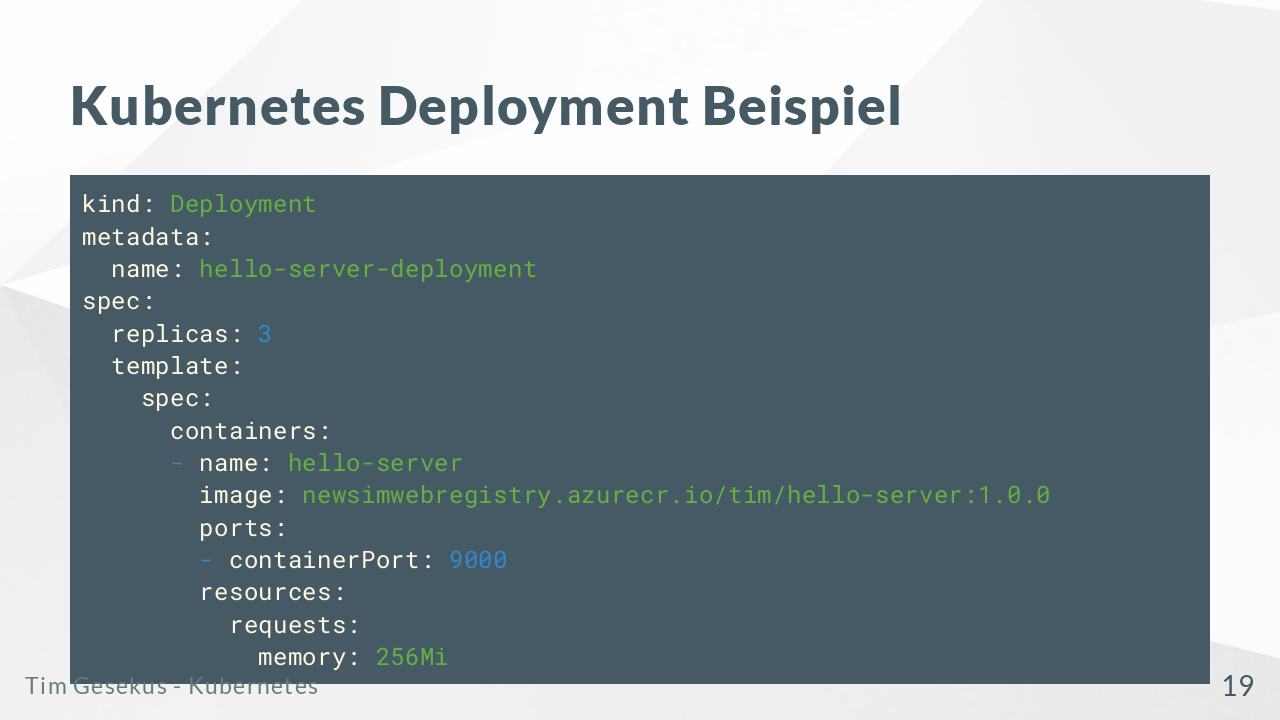 Kubernetes Deployment Beispiel
kind: Deployment
metadata:
  name: hello-server-deployment
spec:
  replicas: 3
  template:
    spec:
      containers:
      - name: hello-server
        image: newsimwebregistry.azurecr.io/tim/hello-server:1.0.0
        ports:
        - containerPort: 9000
        resources:
          requests:
            memory: 256Mi
Tim Gesekus - Kubernetes
19